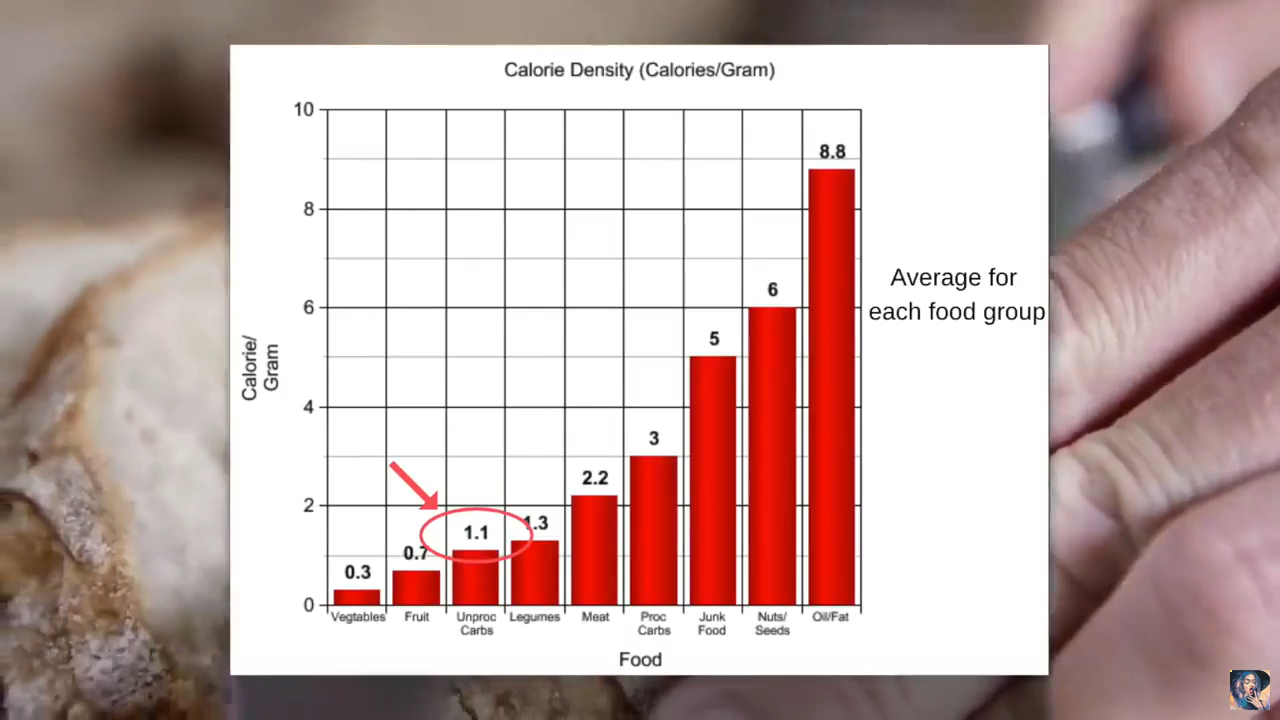 Calorie Density (Calories/Gram)
10
8
6
4
2
0
Calorie/
Gram
0.3
0.7
1.1
1.3
2.2
3
5
6
8.8
Vegtables
Fruit
Unproc
Carbs
Legumes
Meat
Proc
Carbs
Junk
Food
Nuts/
Seeds
Oil/Fat
Food
Average for
each food group